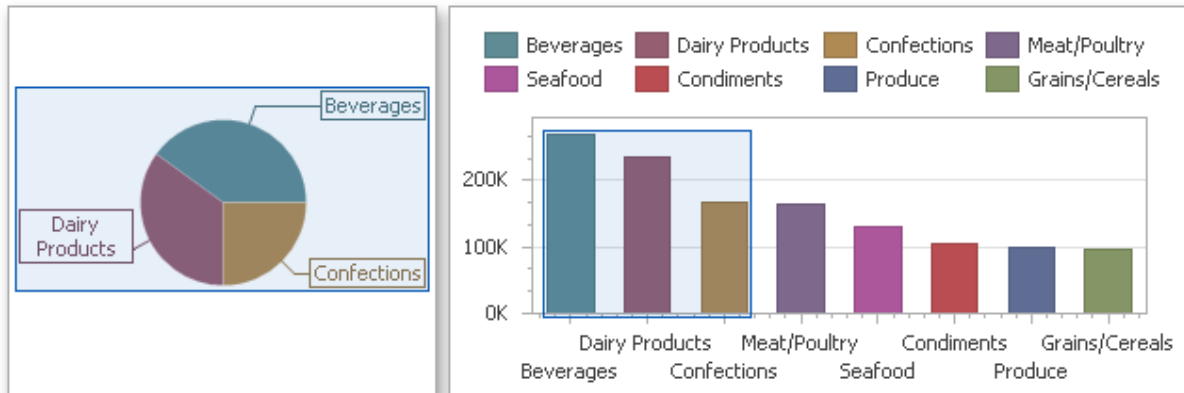 Beverages
Dairy
Products
Confections
Beverages Dairy Products Confections Meat/Poultry
Seafood Condiments Produce Grains/Cereals
200K
100K
0K
Dairy Products Meat/Poultry Condiments Grains/Cereals
Beverages Confections Seafood Produce